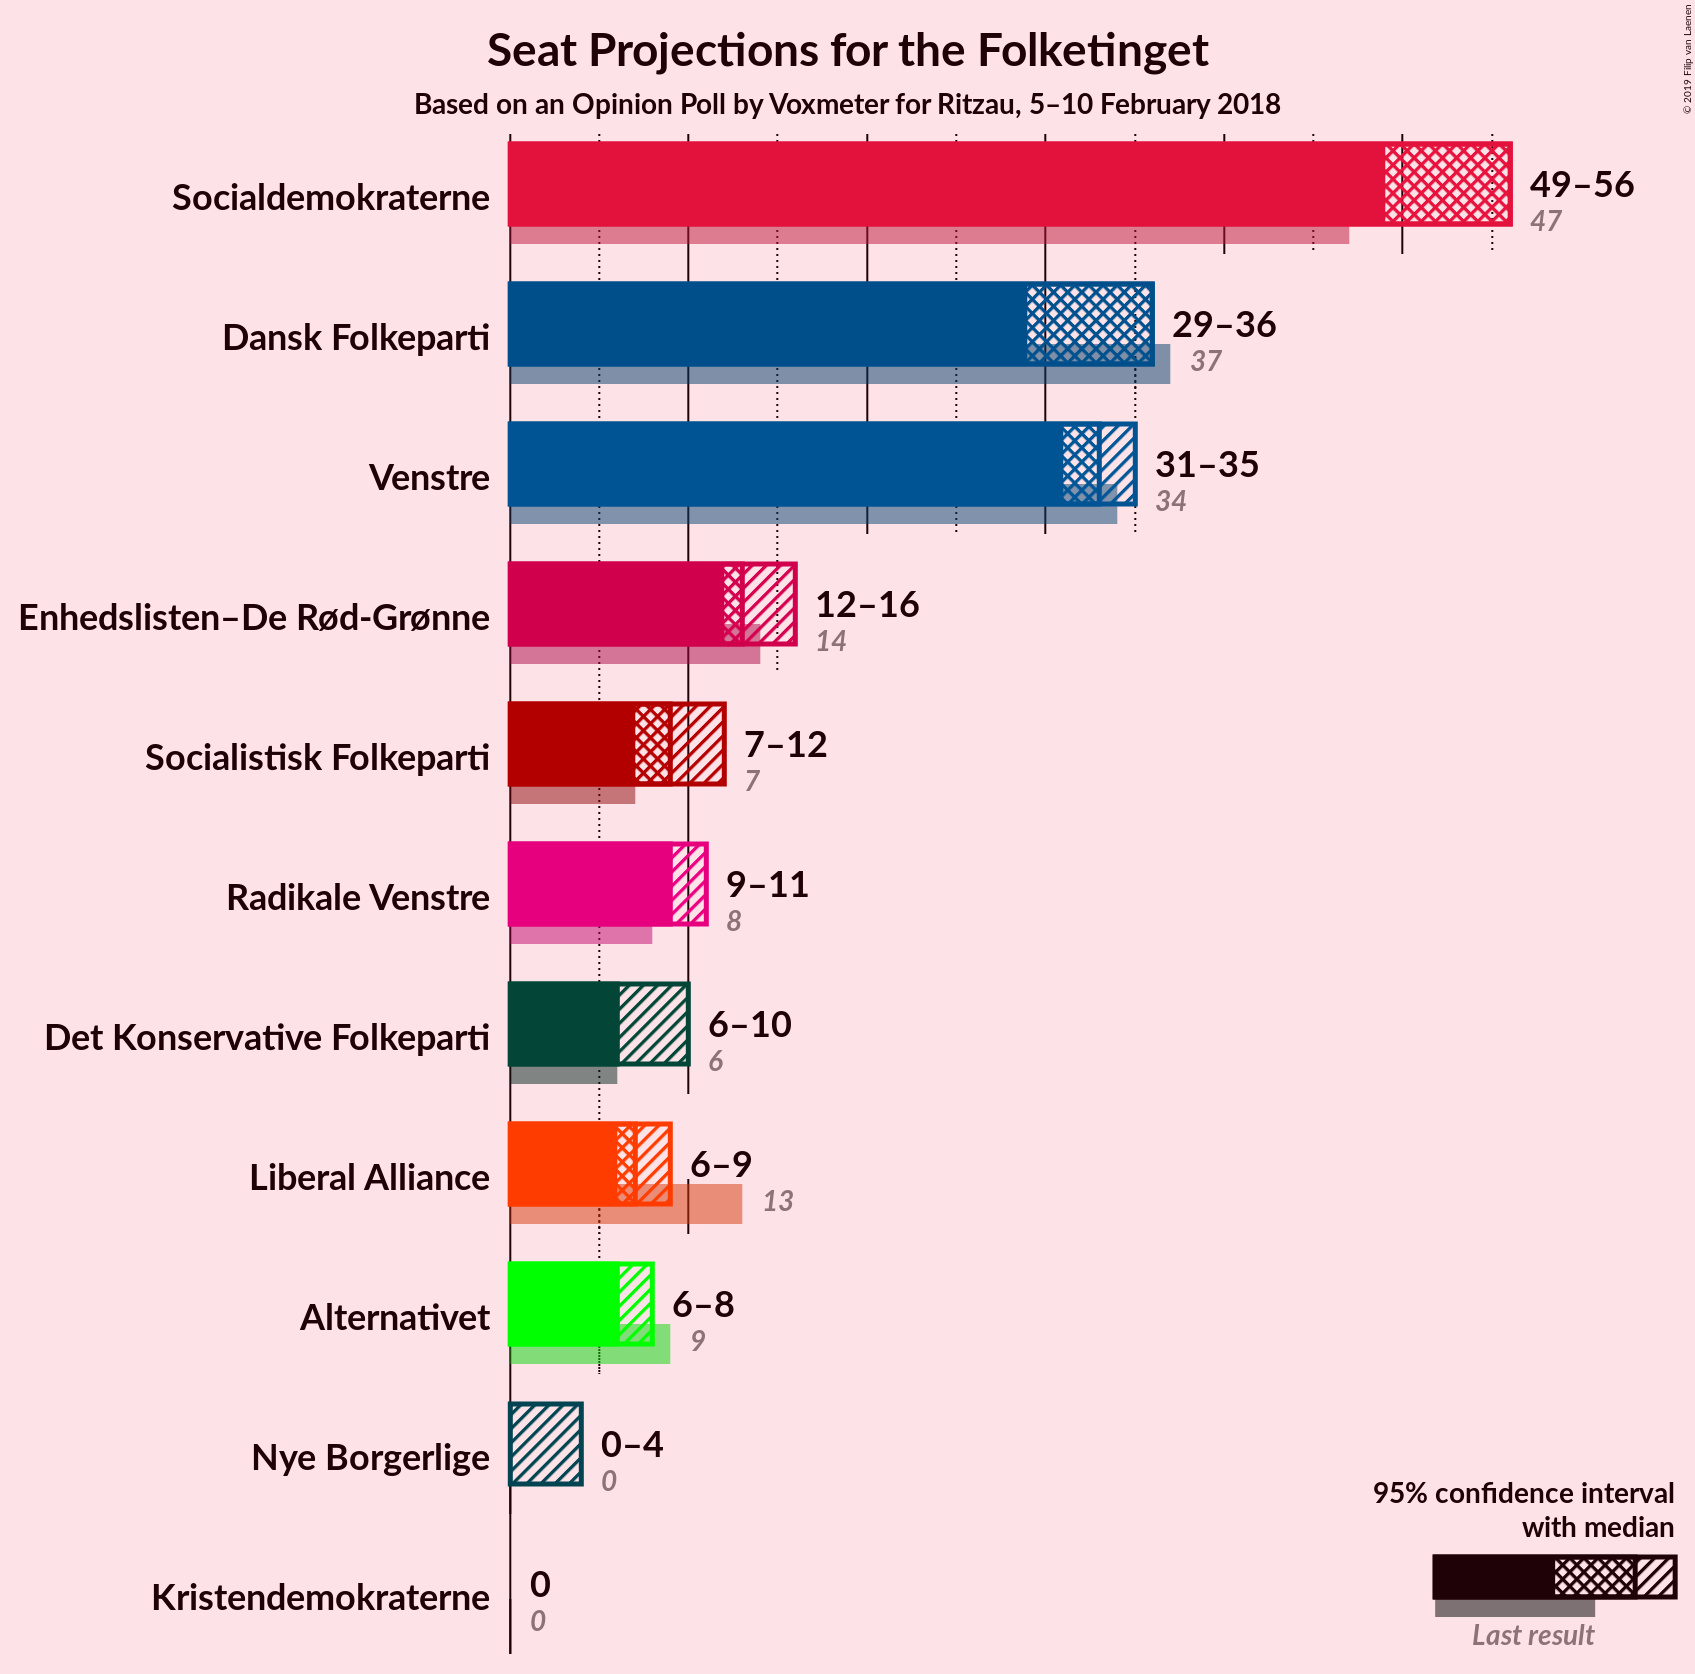 Seat Projections for the Folketinget
Based on an Opinion Poll by Voxmeter for Ritzau, 5–10 February 2018
© 2019 Filip van Laenen
Socialdemokraterne
49–56
47
Dansk Folkeparti
29–36
37
Venstre
31–35
34
Enhedslisten–De Rød-Grønne
12–16
14
Socialistisk Folkeparti
7–12
7
Radikale Venstre
9–11
8
Det Konservative Folkeparti
6–10
6
Liberal Alliance
6–9
13
Alternativet
6–8
9
Nye Borgerlige
0–4
0
Kristendemokraterne
0
0
95% confidence interval
with median
Last result